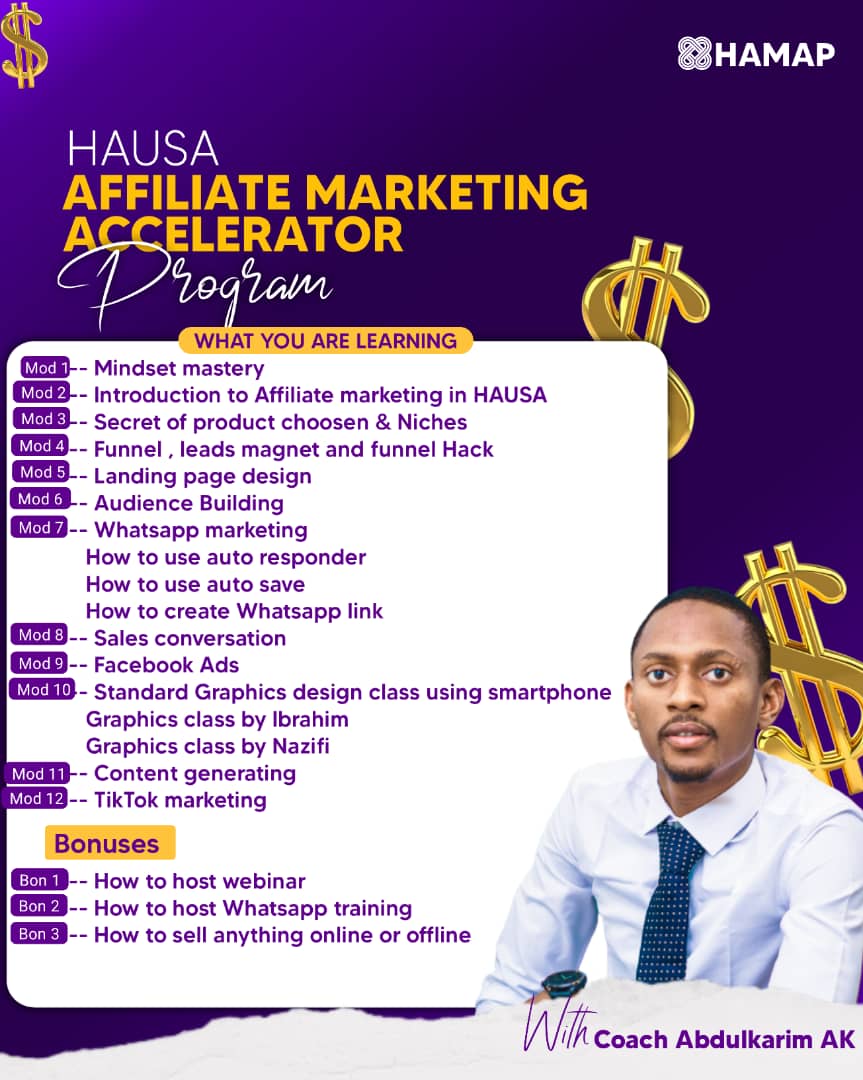 HAMAP
HAUSA
AFFILIATE MARKETING
ACCELERATOR
Program
WHAT YOU ARE LEARNING
Mod 1-- Mindset mastery
Mod 2-- Introduction to Affiliate marketing in HAUSA
Mod 3-- Secret of product choosen & Niches
Mod 4-- Funnel , leads magnet and funnel Hack
Mod 5-- Landing page design
Mod 6-- Audience Building
Mod 7-- Whatsapp marketing
How to use auto responder
How to use auto save
How to create Whatsapp link
Mod 8-- Sales conversation
Mod 9-- Facebook Ads
Mod 10-- Standard Graphics design class using smartphone
Graphics class by Ibrahim
Graphics class by Nazifi
Mod 11-- Content generating
Mod 12-- TikTok marketing
Bonuses
Bon 1-- How to host webinar
Bon 2-- How to host Whatsapp training
Bon 3-- How to sell anything online or offline
With Coach Abdulkarim AK